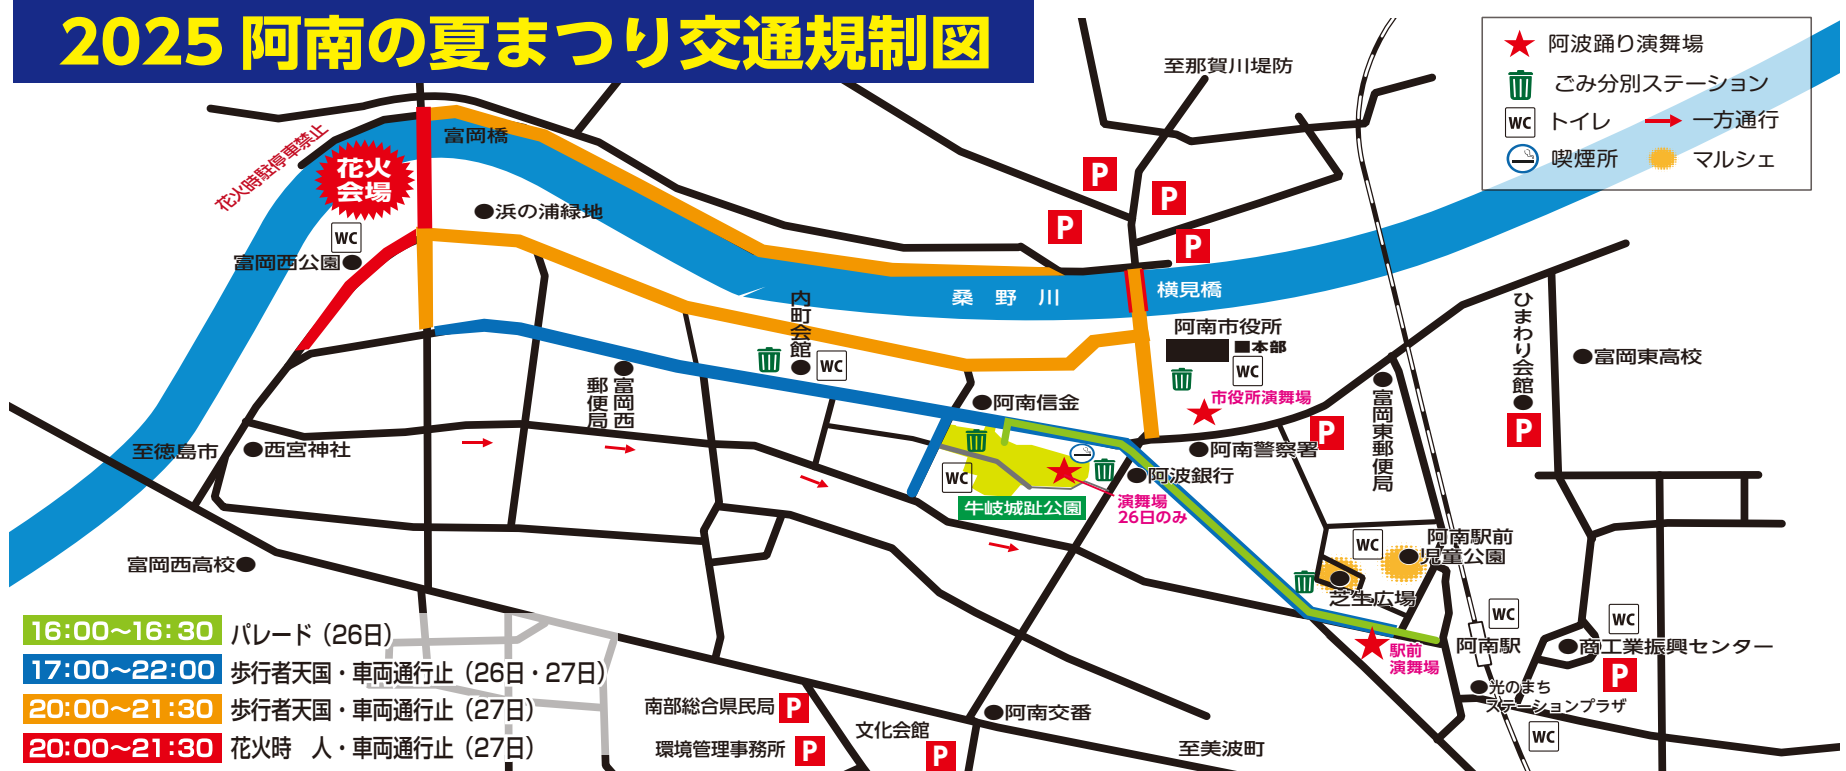 2025 阿南の夏まつり交通規制図
阿波踊り演舞場
ごみ分別ステーション
WC トイレ
一方通行
喫煙所
マルシェ
至那賀川堤防
花火時駐停車禁止
花火
会場
富岡橋
浜の浦緑地
WC
富岡西公園
P
P
P
P
桑野川
横見橋
内町会館
WC
阿南市役所
本部
WC
市役所演舞場
ひまわり会館
P
富岡東高校
富岡西
郵便局
阿南信金
富岡東郵便局
P
至徳島市
西宮神社
阿南警察署
WC
阿波銀行
牛岐城趾公園
演舞場
26日のみ
富岡西高校
WC
阿南駅前
児童公園
芝生広場
WC
阿南駅
駅前
演舞場
WC
商工業振興センター
P
光のまち
ステーションプラザ
WC
16:00〜16:30 パレード（26日）
17:00〜22:00 歩行者天国・車両通行止（26日・27日）
20:00〜21:30 歩行者天国・車両通行止（27日）
20:00〜21:30 花火時　人・車両通行止（27日）
南部総合県民局 P
環境管理事務所 P
文化会館
P
阿南交番
至美波町